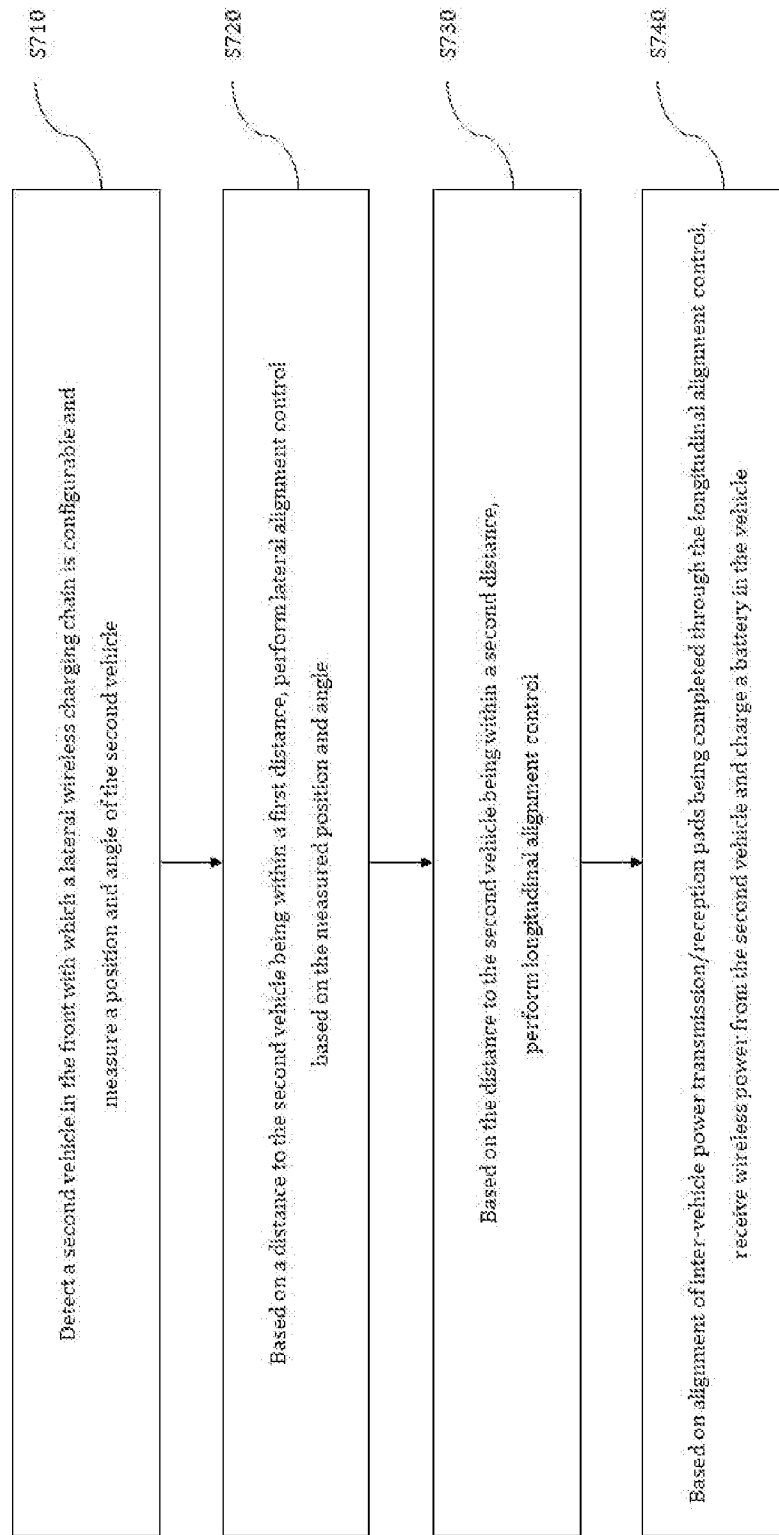 Detect a second vehicle in the front with which a lateral wireless charging chain is configurable and
measure a position and angle of the second vehicle
S710
Based on a distance to the second vehicle being within a first distance, perform lateral alignment control
based on the measured position and angle
S720
Based on the distance to the second vehicle being within a second distance,
perform longitudinal alignment control
S730
Based on alignment of inter-vehicle power transmission/reception pads being completed through the longitudinal alignment control,
receive wireless power from the second vehicle and charge a battery in the vehicle
S740